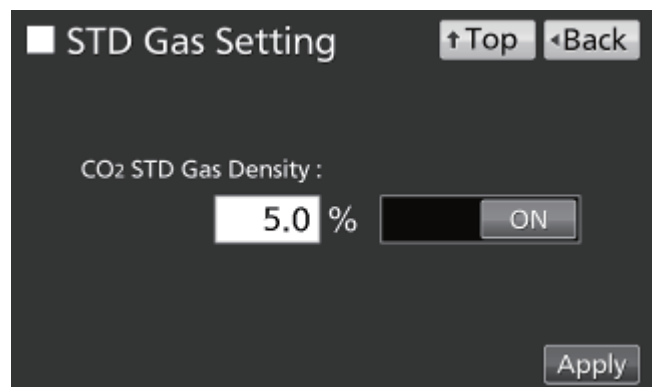 STD Gas Setting
↑Top ◂Back
CO2 STD Gas Density :
5.0 % ON
Apply